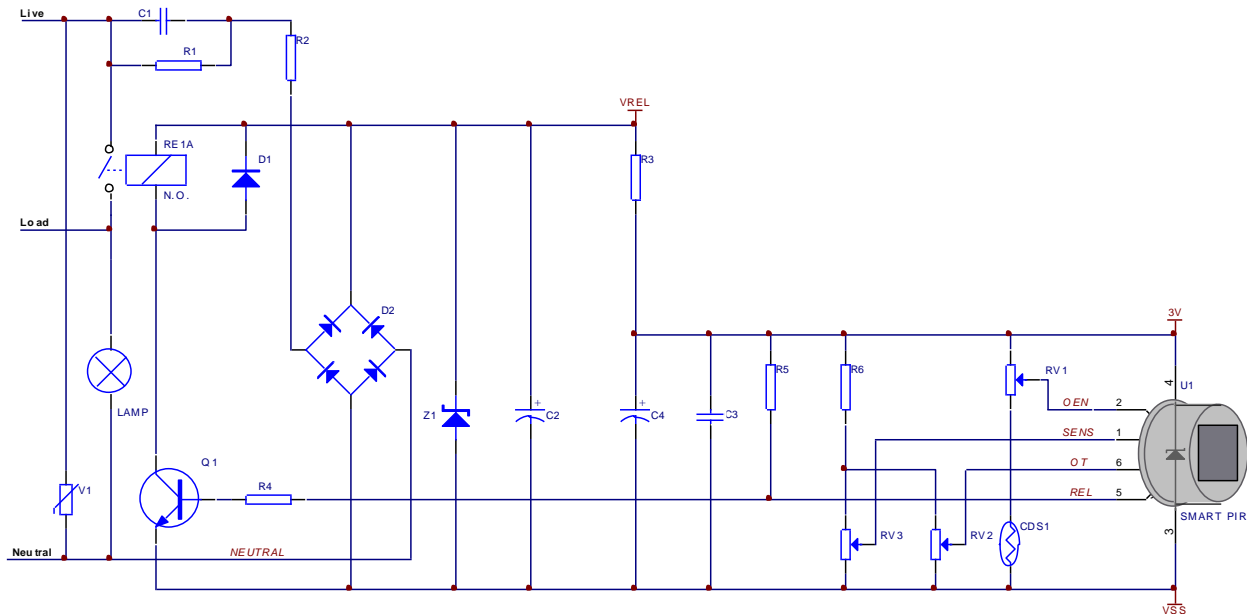 Live
C1
R1
R2
VREL
RE1A
D1
R3
N.O.
Load
D2
3V
R5
R6
RV1
U1
4
LAMP
Z1
C2
C4
C3
OEN
2
SENS
1
Q1
OT
6
V1
R4
REL
5
SMART PIR
RV3
RV2
CDS1
3
Neutral
NEUTRAL
VSS